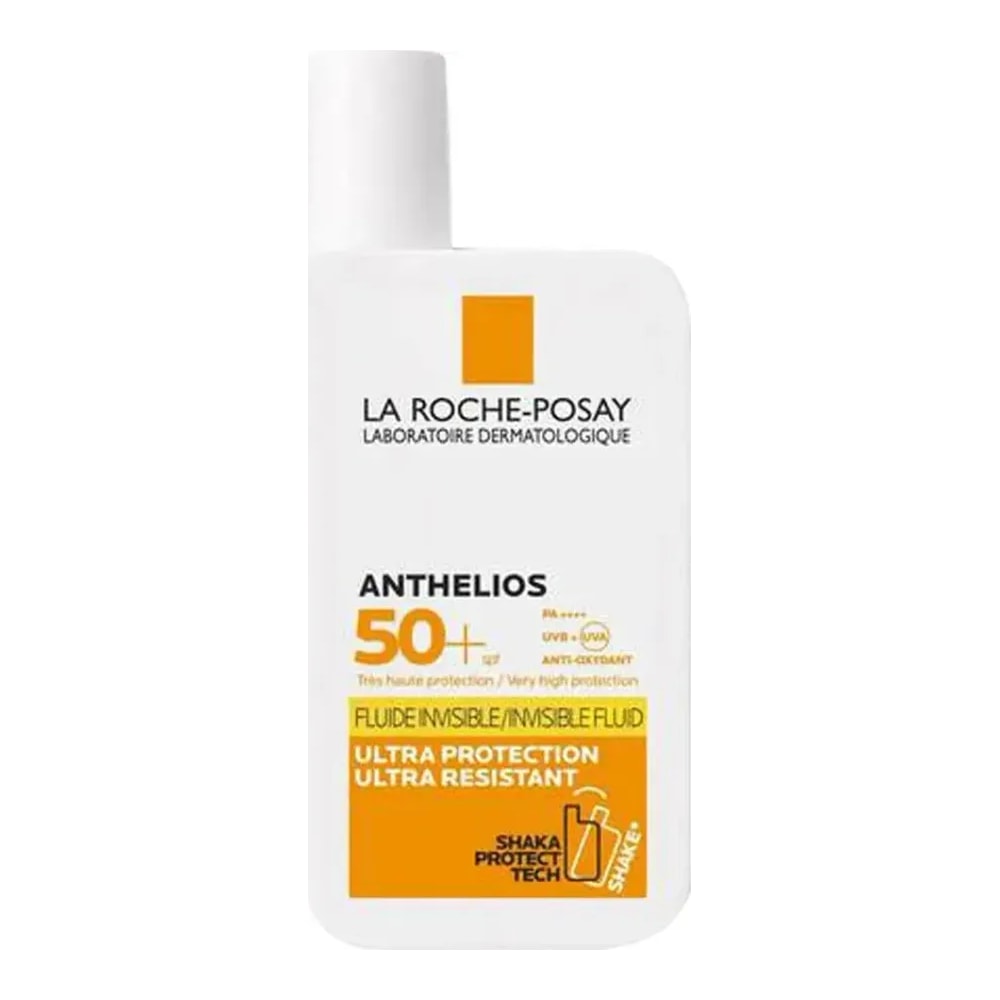 LA ROCHE-POSAY
LABORATOIRE DERMATOLOGIQUE
ANTHELIOS
50+ SPF
PA ++++
UVB + UVA
ANTI-OXYDANT
Très haute protection / Very high protection
FLUIDE INVISIBLE/INVISIBLE FLUID
ULTRA PROTECTION
ULTRA RESISTANT
SHAKA
PROTECT
TECH
SHAKE*